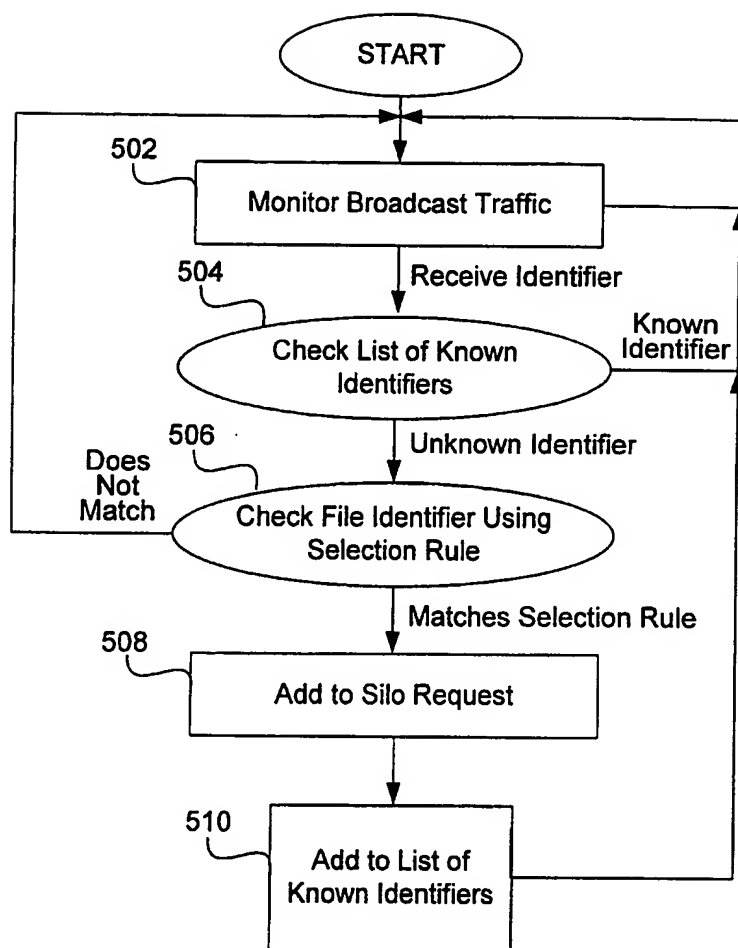 START
502
Monitor Broadcast Traffic
504
Receive Identifier
Check List of Known
Identifiers
Known
Identifier
506
Unknown Identifier
Does
Not
Match
Check File Identifier Using
Selection Rule
Matches Selection Rule
508
Add to Silo Request
510
Add to List of
Known Identifiers